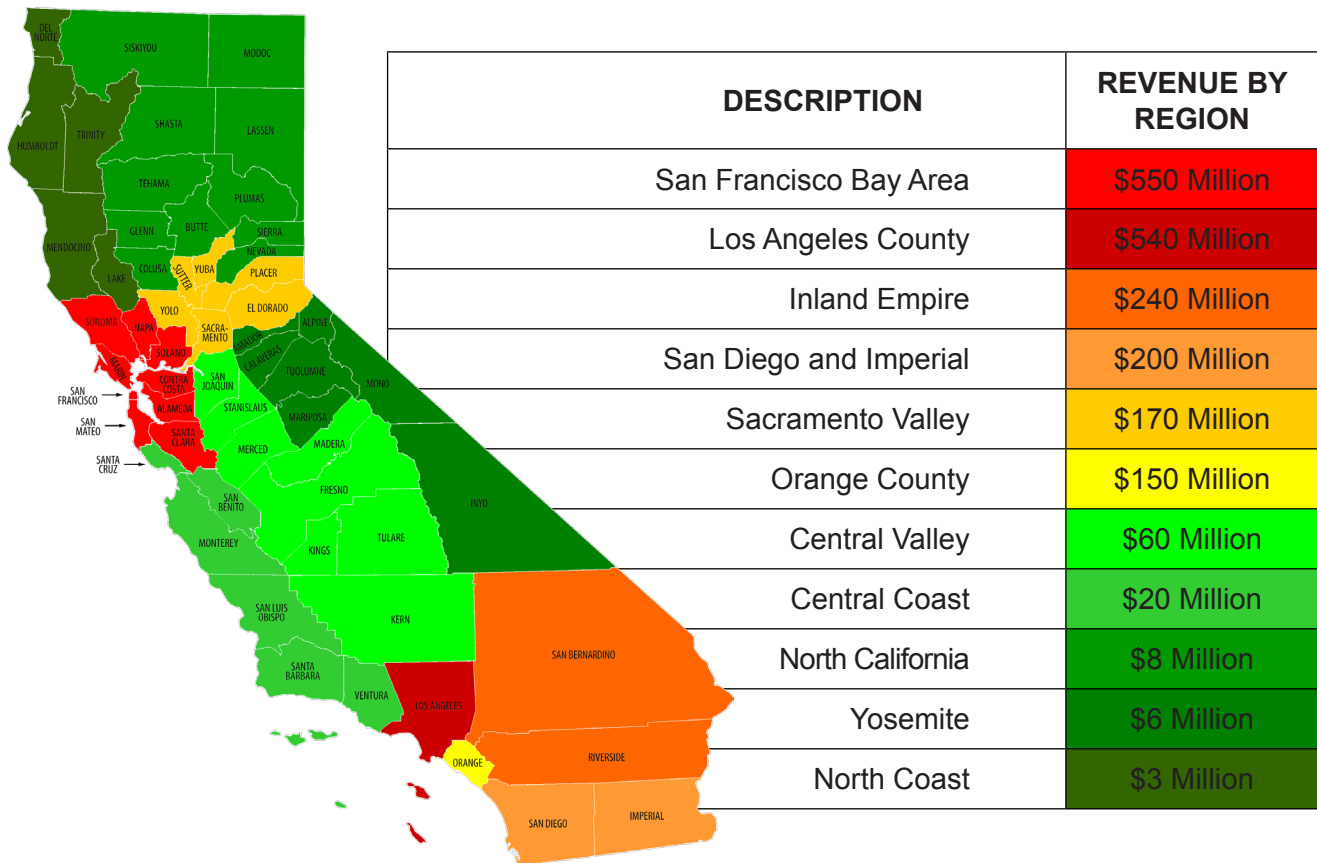 DEL
NORTE
SISKIYOU
MODOC
HUMBOLDT
TRINITY
SHASTA
LASSEN
TEHAMA
PLUMAS
MENDOCINO
GLENN
BUTTE
SIERRA
LAKE
COLUSA
SUTTER
YUBA
NEVADA
PLACER
YOLO
EL DORADO
SONOMA
NAPA
SACRA-
MENTO
ALPINE
SOLANO
AMADOR
CALAVERAS
MARIN
CONTRA
COSTA
SAN
JOAQUIN
TUOLUMNE
MONO
SAN
FRANCISCO
ALAMEDA
STANISLAUS
MARIPOSA
SAN
MATEO
SANTA
CLARA
MERCED
MADERA
SANTA
CRUZ
SAN
BENITO
FRESNO
INYO
MONTEREY
KINGS
TULARE
SAN LUIS
OBISPO
KERN
SANTA
BARBARA
VENTURA
LOS ANGELES
SAN BERNARDINO
ORANGE
RIVERSIDE
SAN DIEGO
IMPERIAL
DESCRIPTION
REVENUE BY
REGION
San Francisco Bay Area $550 Million
Los Angeles County $540 Million
Inland Empire $240 Million
San Diego and Imperial $200 Million
Sacramento Valley $170 Million
Orange County $150 Million
Central Valley $60 Million
Central Coast $20 Million
North California $8 Million
Yosemite $6 Million
North Coast $3 Million